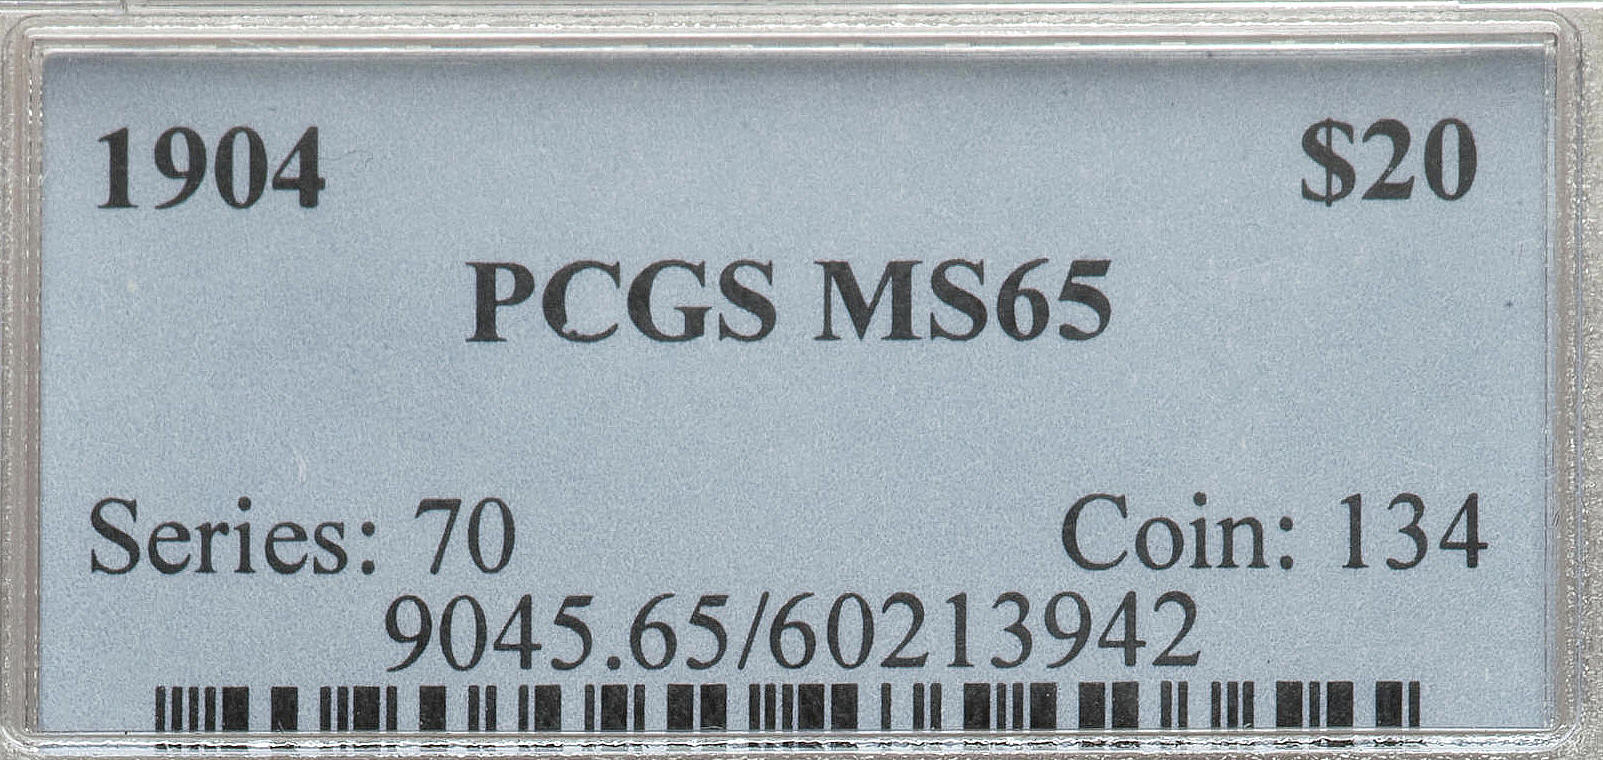 1904 $20
PCGS MS65
Series: 70 Coin: 134
9045.65/60213942